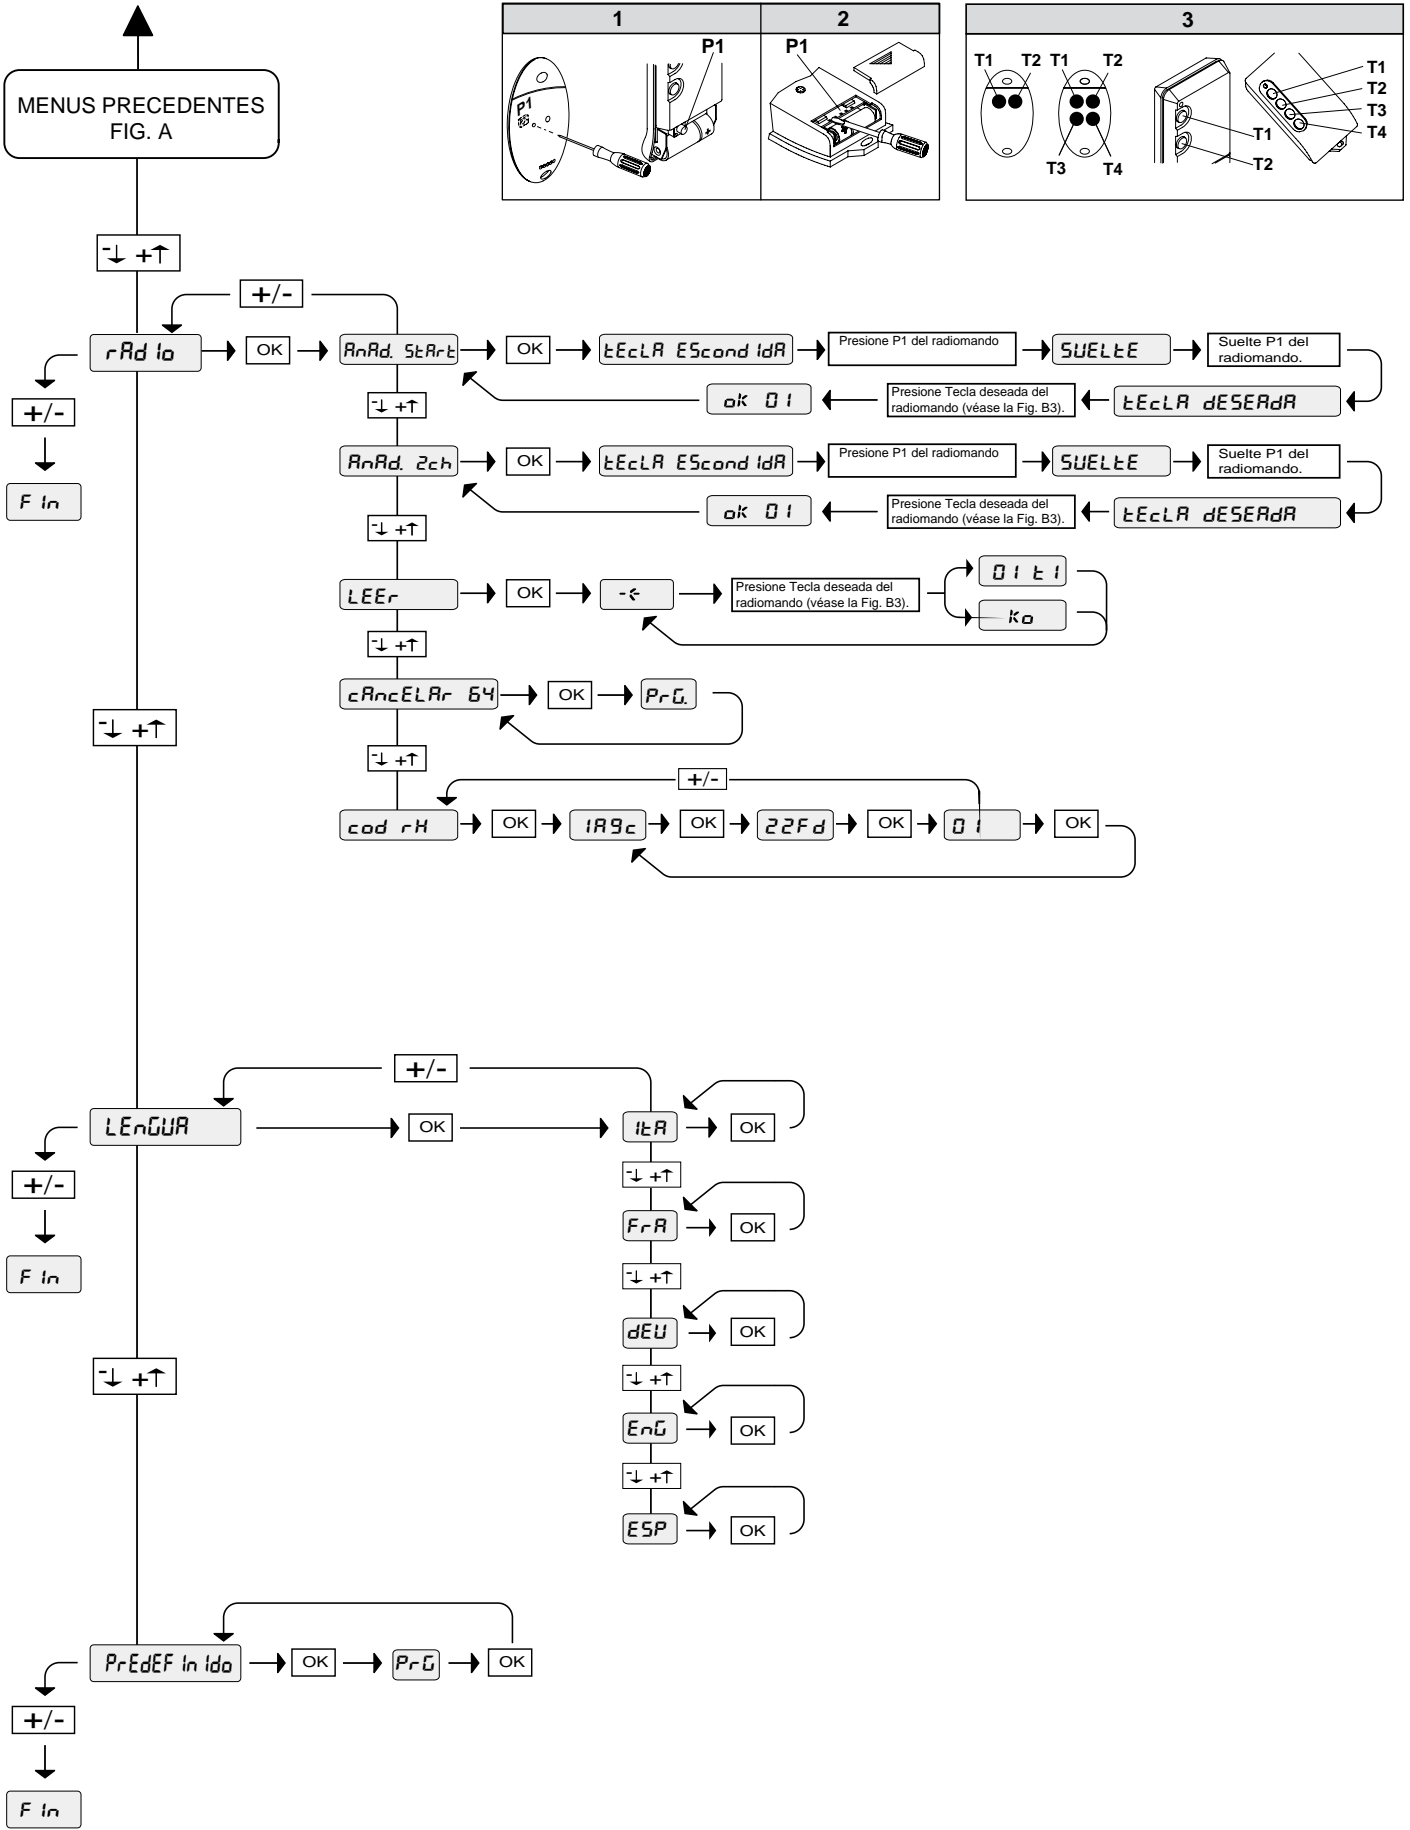 1
2
3
P1
P1
P1
T1 T2 T1 T2
T3 T4
T1
T2
T1
T2
T3
T4
MENUS PRECEDENTES
FIG. A
-↓ +↑
+/-
rAdIo
OK
AnAd. StArt
OK
tEcLA EScondIdA
Presione P1 del radiomando
SUELtE
Suelte P1 del
radiomando.
+/-
-↓ +↑
oK 01
Presione Tecla deseada del
radiomando (véase la Fig. B3).
tEcLA dESEAdA
FIn
AnAd. 2ch
OK
tEcLA EScondIdA
Presione P1 del radiomando
SUELtE
Suelte P1 del
radiomando.
oK 01
Presione Tecla deseada del
radiomando (véase la Fig. B3).
tEcLA dESEAdA
-↓ +↑
LEEr
OK
Presione Tecla deseada del
radiomando (véase la Fig. B3).
01 t1
Ko
-↓ +↑
cAncELAr 64
OK
PrG.
-↓ +↑
-↓ +↑
+/-
cod rH
OK
1A9c
OK
22Fd
OK
01
OK
+/-
LEnGUA
OK
ItA
OK
+/-
-↓ +↑
FrA
OK
FIn
-↓ +↑
dEU
OK
-↓ +↑
-↓ +↑
EnG
OK
-↓ +↑
ESP
OK
PrEdEFInIdo
OK
PrG
OK
+/-
FIn